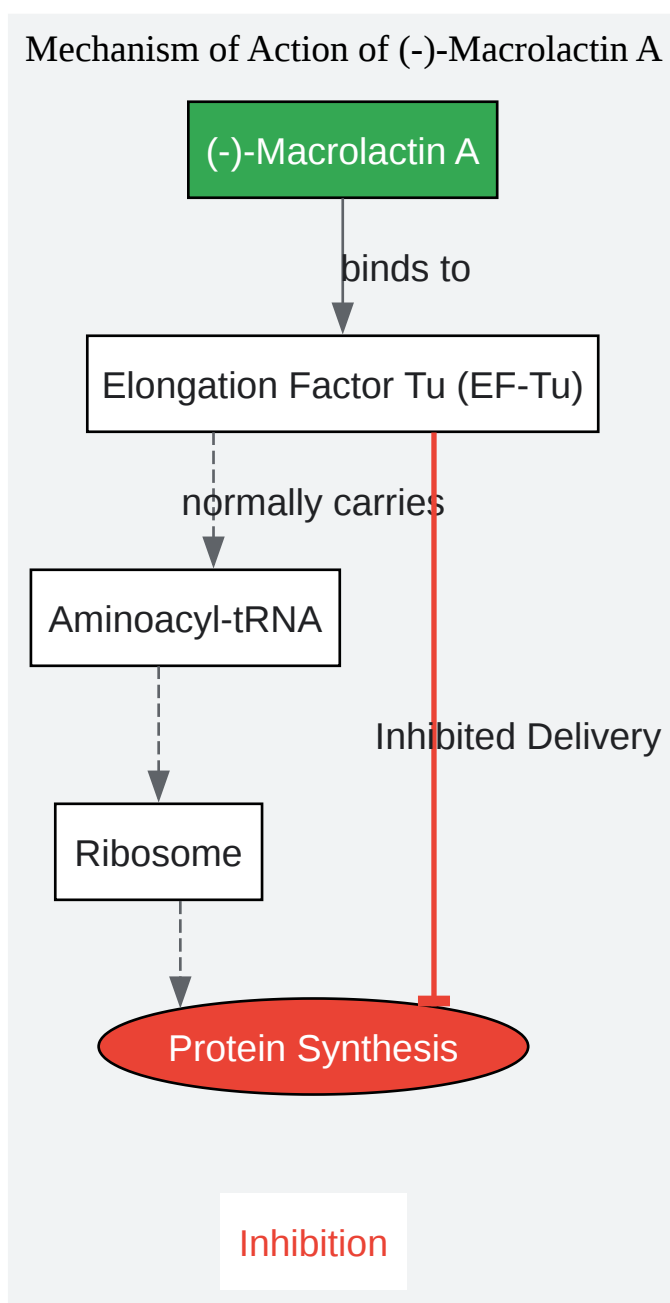 Mechanism of Action of (-)-Macrolactin A
(-)-Macrolactin A
binds to
Elongation Factor Tu (EF-Tu)
normally carries
Aminoacyl-tRNA
Inhibited Delivery
Ribosome
Protein Synthesis
Inhibition